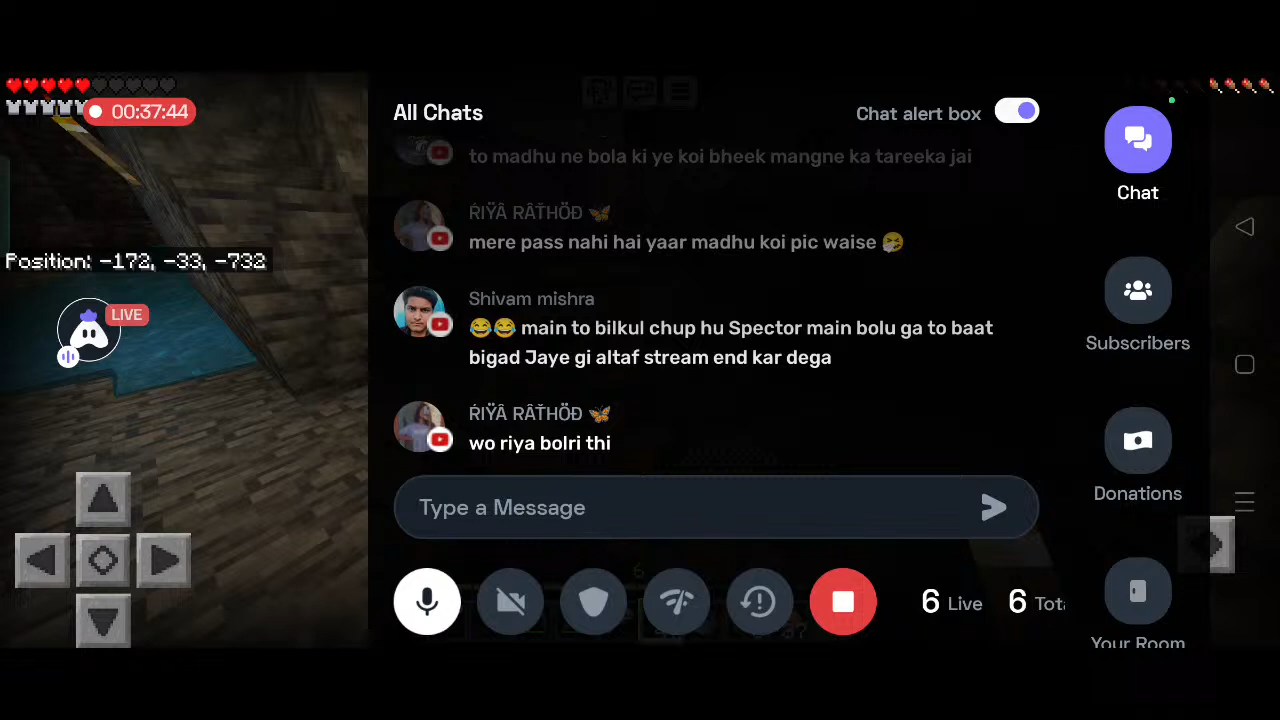 00:37:44
All Chats
Chat alert box
to madhu ne bola ki ye koi bheek mangne ka tareeka jai
ŔIŸÂ RÂŤHÖĐ 🦋
mere pass nahi hai yaar madhu koi pic waise 🤧
Position: -172, -33, -732
LIVE
Shivam mishra
😂😂 main to bilkul chup hu Spector main bolu ga to baat
bigad Jaye gi altaf stream end kar dega
ŔIŸÂ RÂŤHÖĐ 🦋
wo riya bolri thi
Type a Message
6 Live
6 Tot
Chat
Subscribers
Donations
Your Room